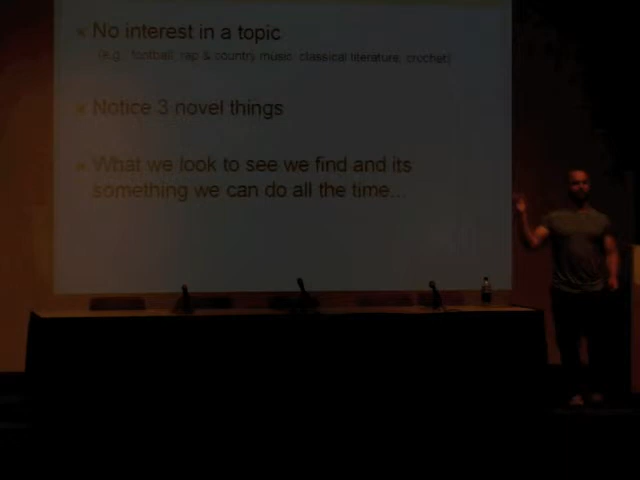 No interest in a topic
(e.g., football, rap & country music, classical literature, crochet)
Notice 3 novel things
What we look to see we find and its
something we can do all the time...